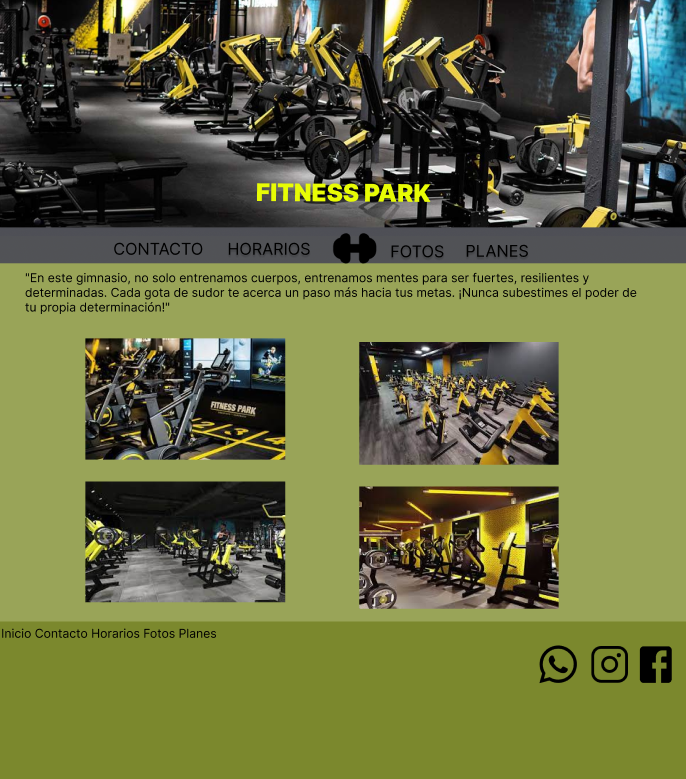 FITNESS PARK
CONTACTO HORARIOS FOTOS PLANES
"En este gimnasio, no solo entrenamos cuerpos, entrenamos mentes para ser fuertes, resilientes y
determinadas. Cada gota de sudor te acerca un paso más hacia tus metas. ¡Nunca subestimes el poder de
tu propia determinación!"
FITNESS PARK
ONE
Inicio Contacto Horarios Fotos Planes